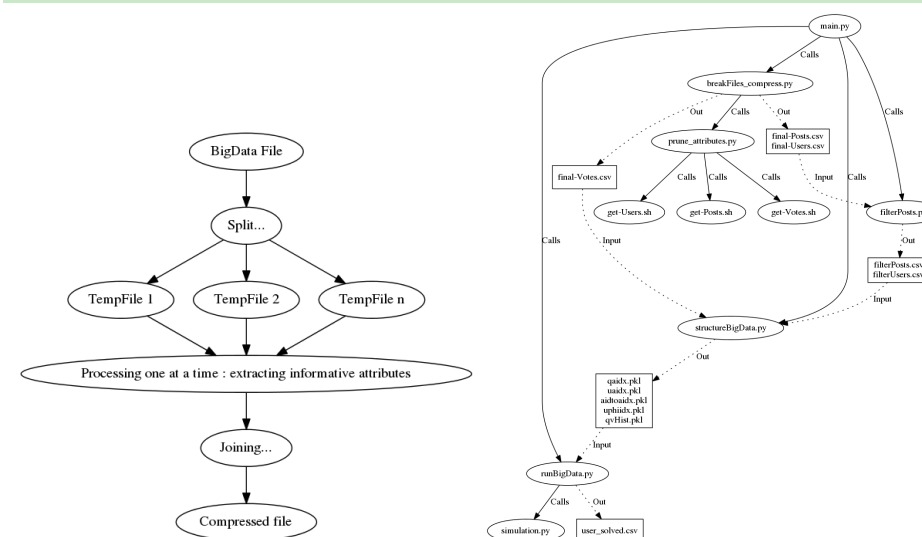 BigData File
Split...
TempFile 1
TempFile 2
TempFile n
Processing one at a time : extracting informative attributes
Joining...
Compressed file
main.py
Calls
breakFiles_compress.py
Out
Calls
Out
Calls
prune_attributes.py
final-Posts.csv
final-Users.csv
final-Votes.csv
Calls
Calls
Calls
Input
Calls
get-Users.sh
get-Posts.sh
get-Votes.sh
filterPosts.p
Calls
Input
Out
filterPosts.csv
filterUsers.csv
Input
structureBigData.py
Out
qaidx.pkl
uaidx.pkl
aidtoaidx.pkl
uphiidx.pkl
qvHist.pkl
Input
runBigData.py
Calls
Out
simulation.py
user_solved.csv